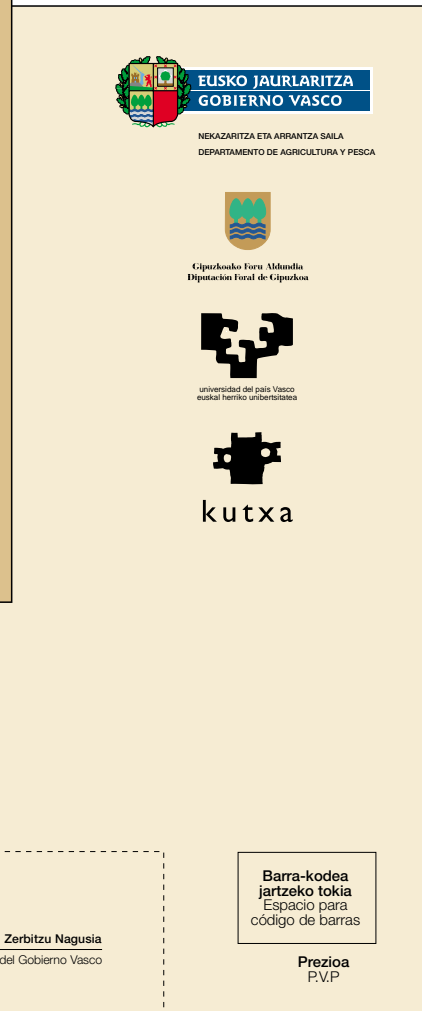 EUSKO JAURLARITZA
GOBIERNO VASCO
NEKAZARITZA ETA ARRANTZA SAILA
DEPARTAMENTO DE AGRICULTURA Y PESCA
Gipuzkoako Foru Aldundia
Diputación Foral de Gipuzkoa
universidad del país Vasco
euskal herriko unibertsitatea
kutxa
Zerbitzu Nagusia
del Gobierno Vasco
Barra-kodea
jartzeko tokia
Espacio para
código de barras
Prezioa
P.V.P